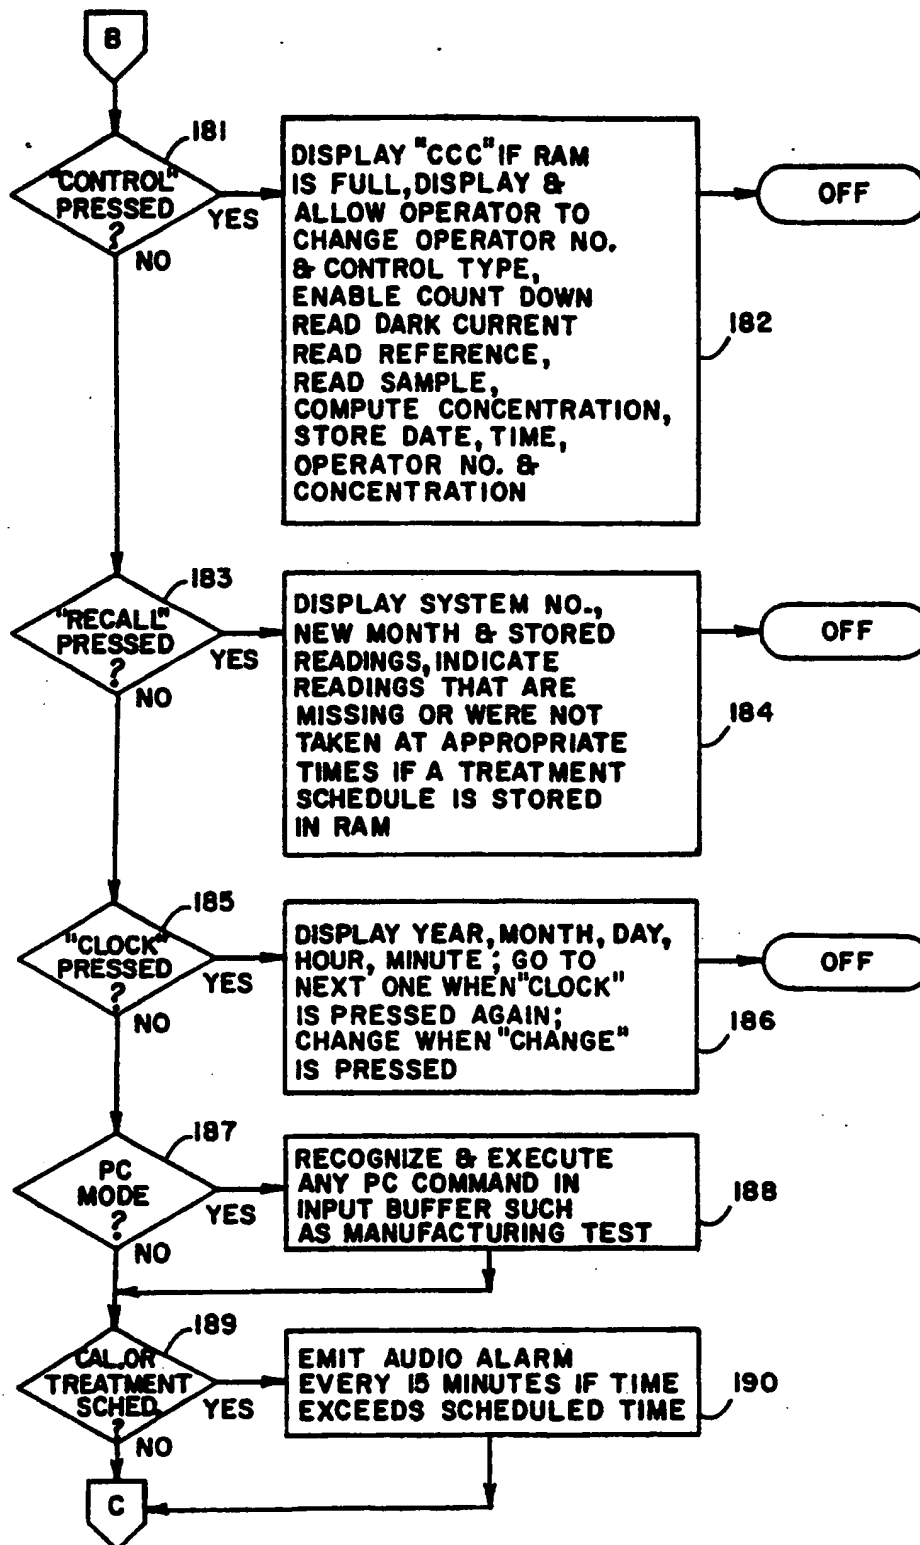 B
181
"CONTROL"
PRESSED
?
YES
NO
DISPLAY "CCC" IF RAM
IS FULL, DISPLAY &
ALLOW OPERATOR TO
CHANGE OPERATOR NO.
& CONTROL TYPE,
ENABLE COUNT DOWN
READ DARK CURRENT
READ REFERENCE,
READ SAMPLE,
COMPUTE CONCENTRATION,
STORE DATE, TIME,
OPERATOR NO. &
CONCENTRATION
182
OFF
183
"RECALL"
PRESSED
?
YES
NO
DISPLAY SYSTEM NO.,
NEW MONTH & STORED
READINGS, INDICATE
READINGS THAT ARE
MISSING OR WERE NOT
TAKEN AT APPROPRIATE
TIMES IF A TREATMENT
SCHEDULE IS STORED
IN RAM
184
OFF
185
"CLOCK"
PRESSED
?
YES
NO
DISPLAY YEAR, MONTH, DAY,
HOUR, MINUTE; GO TO
NEXT ONE WHEN "CLOCK"
IS PRESSED AGAIN;
CHANGE WHEN "CHANGE"
IS PRESSED
186
OFF
187
PC
MODE
?
YES
NO
RECOGNIZE & EXECUTE
ANY PC COMMAND IN
INPUT BUFFER SUCH
AS MANUFACTURING TEST
188
189
CAL. OR
TREATMENT
SCHED.
?
YES
NO
EMIT AUDIO ALARM
EVERY 15 MINUTES IF TIME
EXCEEDS SCHEDULED TIME
190
C